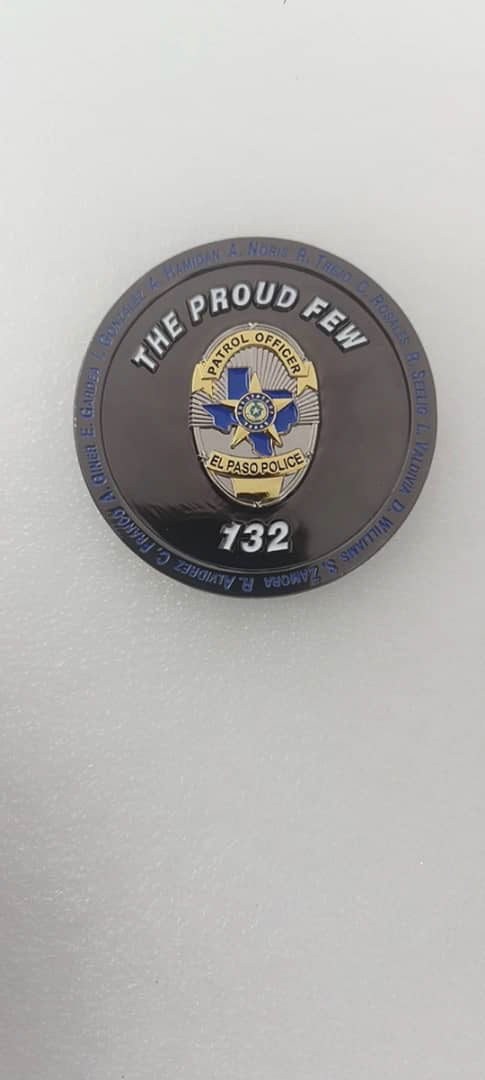 THE PROUD FEW
PATROL OFFICER
EL PASO POLICE
132
R. ALVIDREZ C. FRANCO A. GINER E. GARDEA I. GONZALEZ A. HAMIDAN A. NORIS R. TREJO O. ROSALES R. SEELIG L. VALDIVIA D. WILLIAMS S. ZAMORA